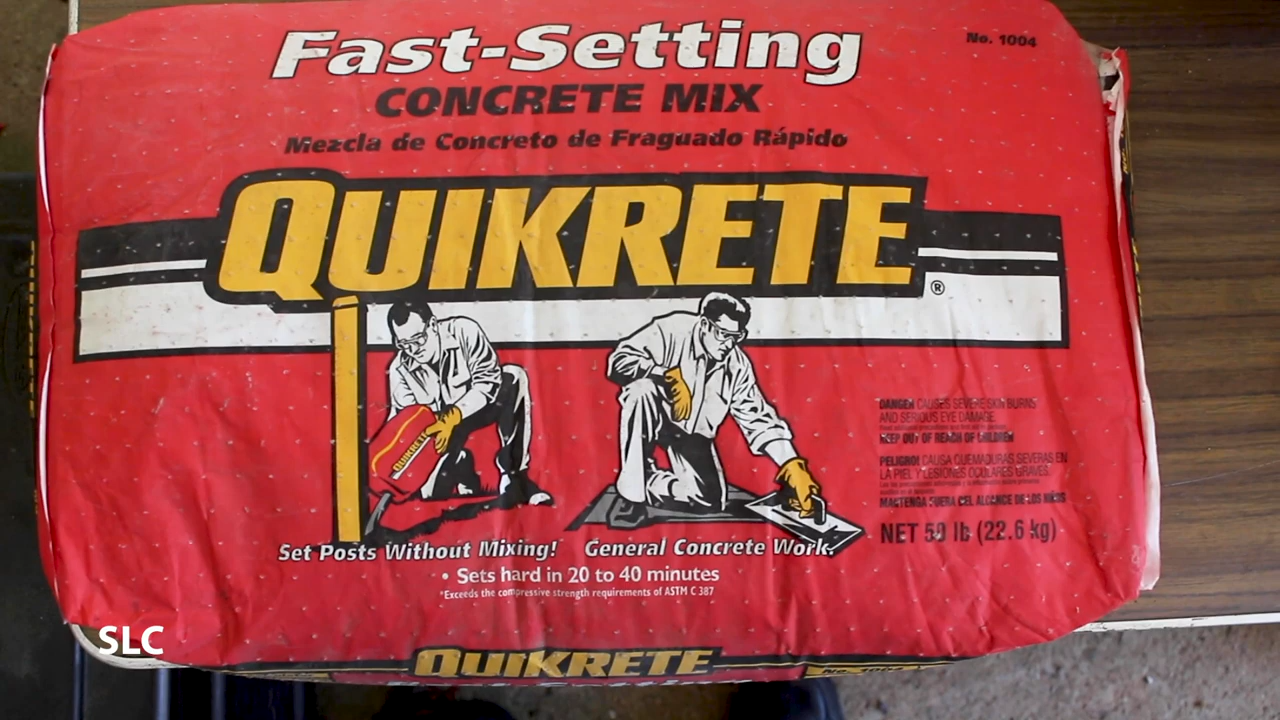 Fast-Setting
No. 1004
CONCRETE MIX
Mezcla de Concreto de Fraguado Rápido
QUIKRETE®
QUIKRETE
DANGER CAUSES SEVERE SKIN BURNS
AND SERIOUS EYE DAMAGE.
KEEP OUT OF REACH OF CHILDREN
PELIGRO! CAUSA QUEMADURAS SEVERAS EN
LA PIEL Y LESIONES OCULARES GRAVES.
MANTENGA FUERA DEL ALCANCE DE LOS NIÑOS
NET 50 lb (22.6 kg)
Set Posts Without Mixing! General Concrete Work.
• Sets hard in 20 to 40 minutes
*Exceeds the compressive strength requirements of ASTM C 387
SLC
QUIKRETE